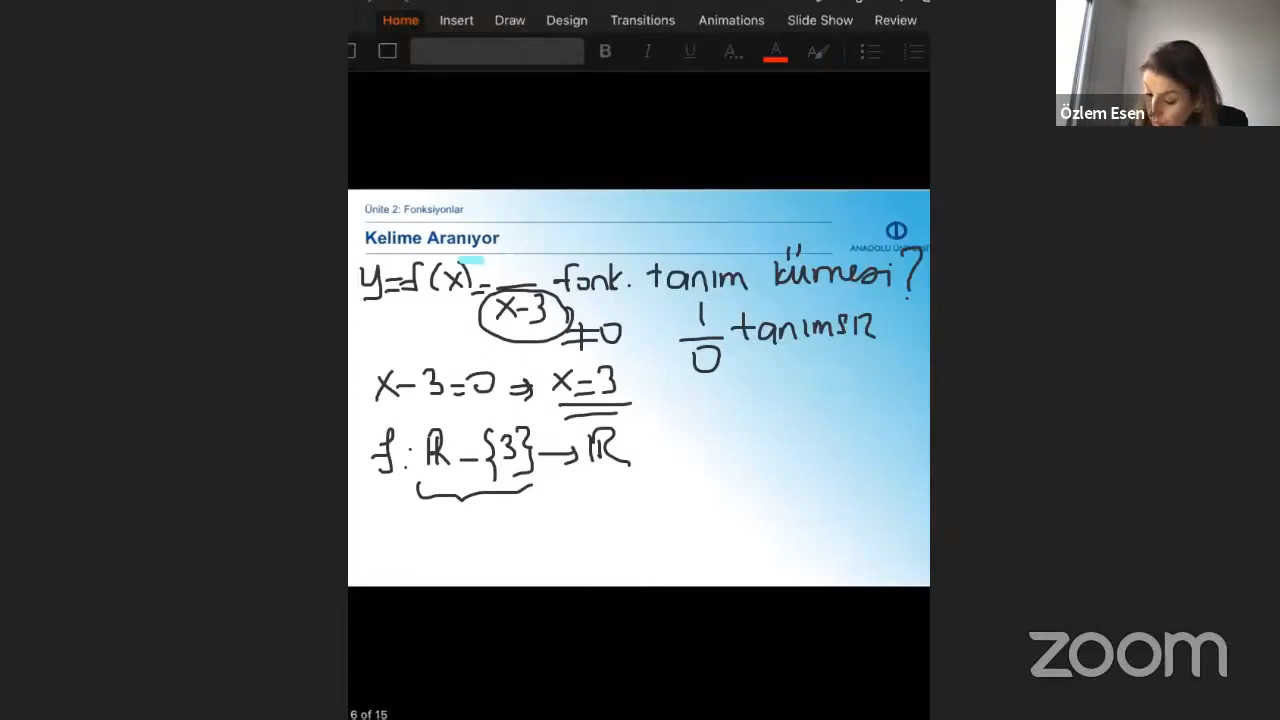 Home Insert Draw Design Transitions Animations Slide Show Review
B I U A A
Özlem Esen
Ünite 2: Fonksiyonlar
Kelime Aranıyor
ANADOLU
y=f(x)=— fonk. tanım kümesi?
x-3 ≠0
1/0 tanımsız
x-3=0 ⇒ x=3
f: ℝ-{3}→ℝ
zoom
6 of 15